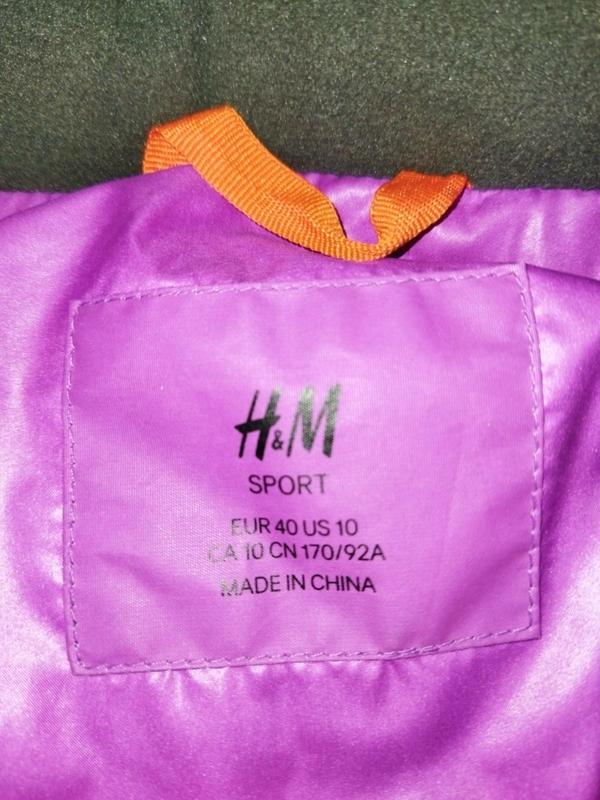 H&M
SPORT
EUR 40 US 10
CA 10 CN 170/92A
MADE IN CHINA